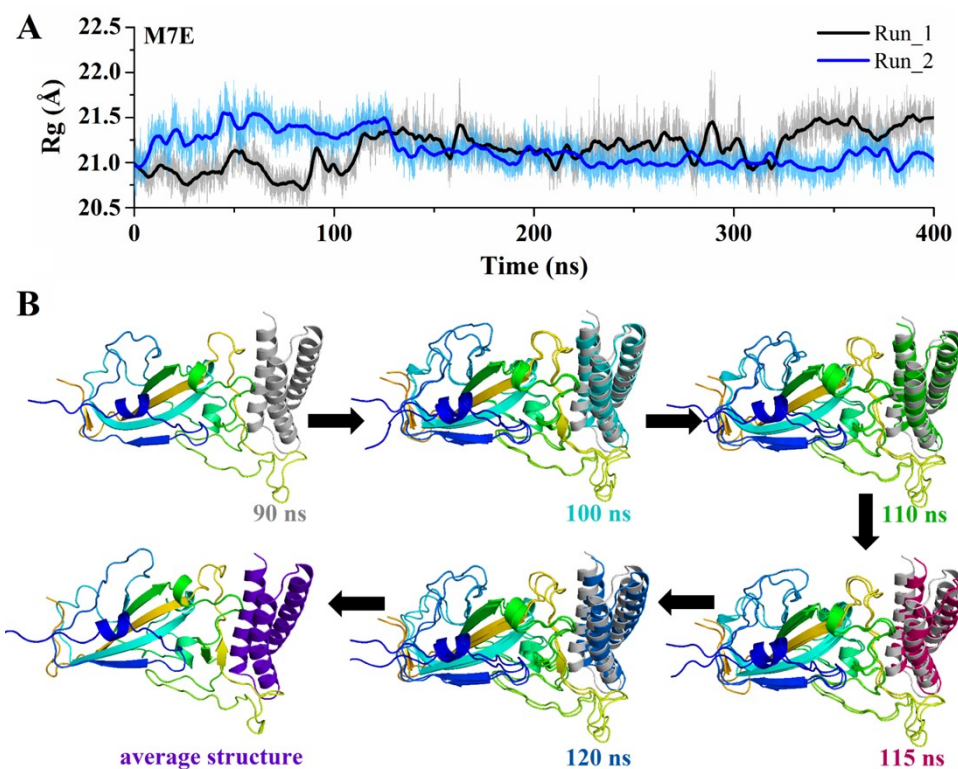 A
M7E
Run_1
Run_2
Rg (Å)
22.5
22.0
21.5
21.0
20.5
0
100
200
300
400
Time (ns)
B
90 ns
100 ns
110 ns
average structure
120 ns
115 ns